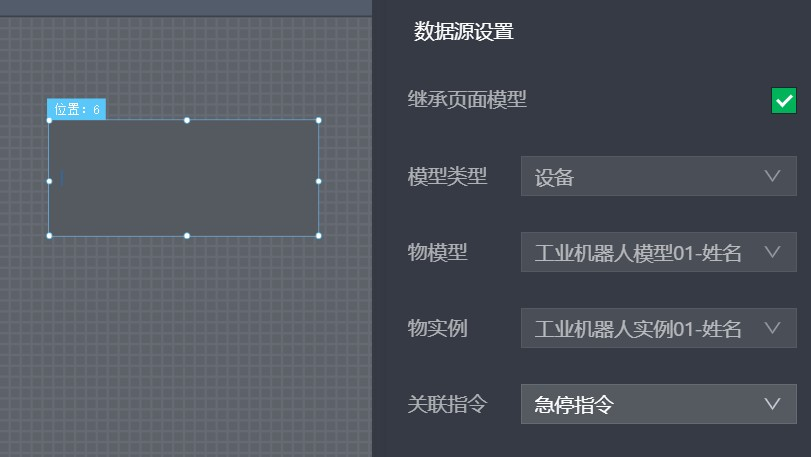 数据源设置
位置：6
继承页面模型
模型类型 设备
物模型 工业机器人模型01-姓名
物实例 工业机器人实例01-姓名
关联指令 急停指令